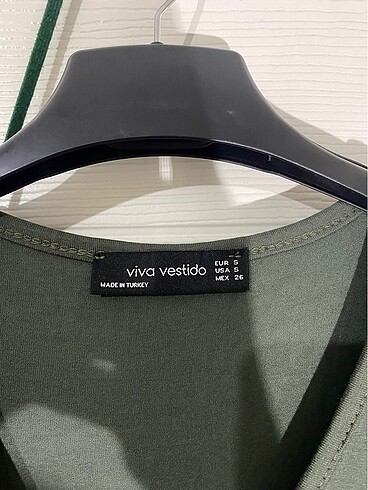 viva vestido
MADE IN TURKEY
EUR S
USA S
MEX 26